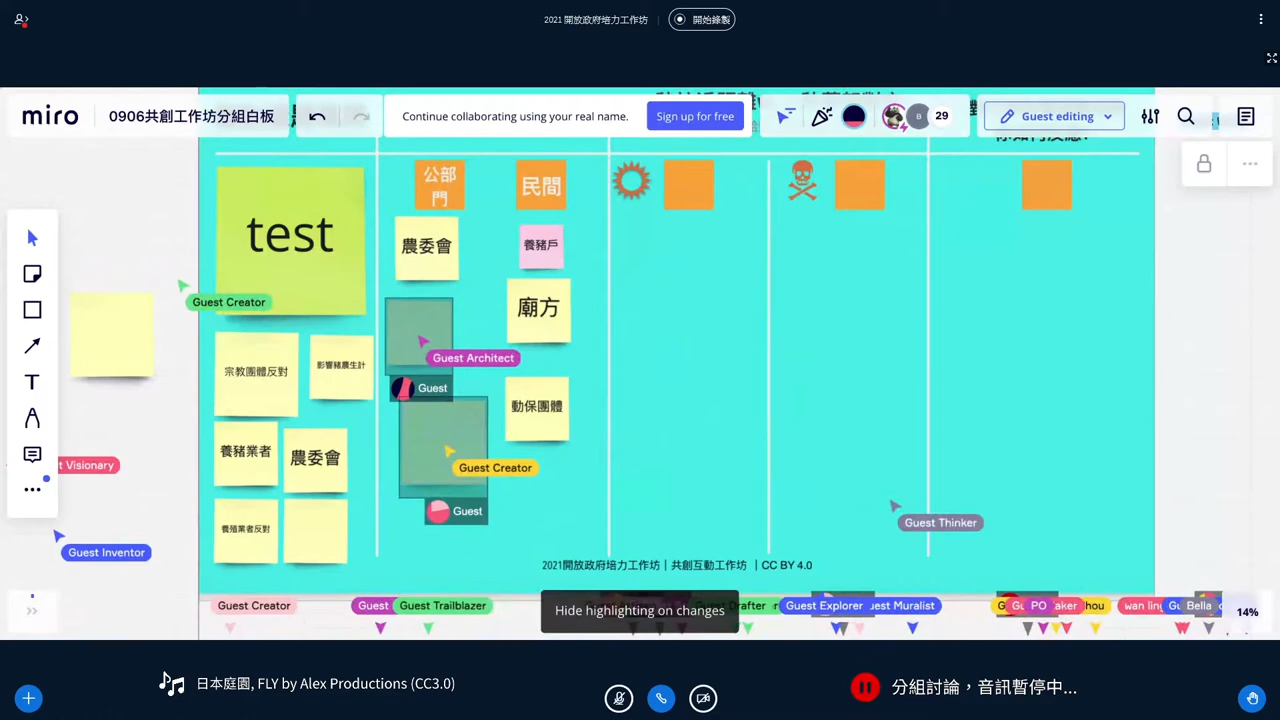 2021 開放政府培力工作坊
開始錄製
miro
0906共創工作坊分組白板
Continue collaborating using your real name.
Sign up for free
B
29
Guest editing
test
公部
門
民間
農委會
養豬戶
廟方
Guest Creator
Guest Architect
Guest
宗教團體反對
影響豬農生計
動保團體
養豬業者
農委會
Guest Creator
Guest
t Visionary
養殖業者反對
Guest Thinker
Guest Inventor
2021開放政府培力工作坊｜共創互動工作坊 ｜CC BY 4.0
Hide highlighting on changes
Guest Creator
Guest
Guest Trailblazer
Drafter
Guest Explorer
uest Muralist
PO
aker
hou
wan ling
Bella
14%
日本庭園, FLY by Alex Productions (CC3.0)
分組討論，音訊暫停中...